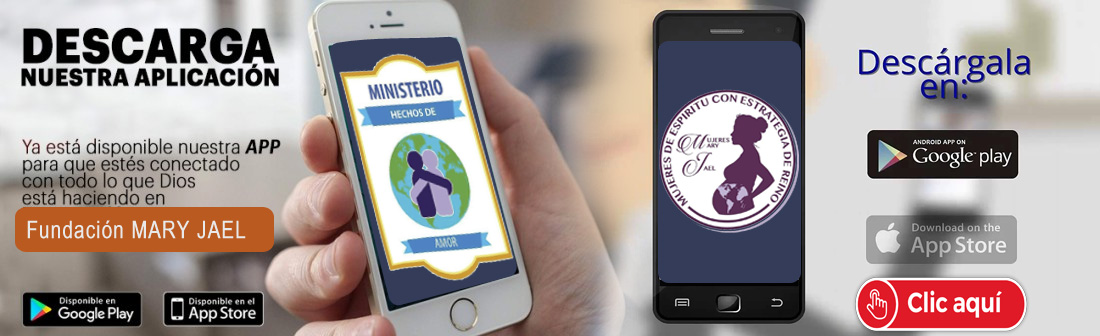 DESCARGA
NUESTRA APLICACIÓN
Ya está disponible nuestra APP
para que estés conectado
con todo lo que Dios
está haciendo en
Fundación MARY JAEL
Disponible en
Google Play
Disponible en el
App Store
MINISTERIO
HECHOS DE
AMOR
MUJERES DE ESPIRITU CON ESTRATEGIA DE REINO
MUJERES
MARY
JAEL
Descárgala
en:
ANDROID APP ON
Google play
Download on the
App Store
Clic aquí